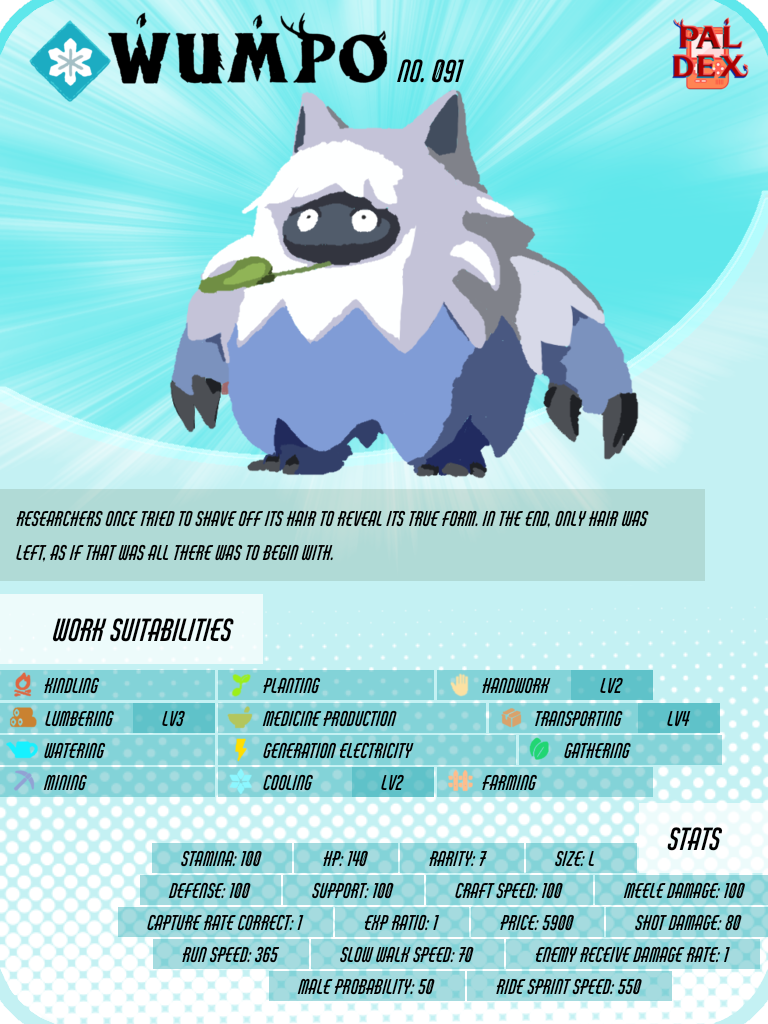 WUMPO NO. 091
PAL
DEX
RESEARCHERS ONCE TRIED TO SHAVE OFF ITS HAIR TO REVEAL ITS TRUE FORM. IN THE END, ONLY HAIR WAS
LEFT, AS IF THAT WAS ALL THERE WAS TO BEGIN WITH.
WORK SUITABILITIES
KINDLING PLANTING HANDWORK LV2
LUMBERING LV3 MEDICINE PRODUCTION TRANSPORTING LV4
WATERING GENERATION ELECTRICITY GATHERING
MINING COOLING LV2 FARMING
STATS
STAMINA: 100 HP: 140 RARITY: 7 SIZE: L
DEFENSE: 100 SUPPORT: 100 CRAFT SPEED: 100 MEELE DAMAGE: 100
CAPTURE RATE CORRECT: 1 EXP RATIO: 1 PRICE: 5900 SHOT DAMAGE: 80
RUN SPEED: 365 SLOW WALK SPEED: 70 ENEMY RECEIVE DAMAGE RATE: 1
MALE PROBABILITY: 50 RIDE SPRINT SPEED: 550